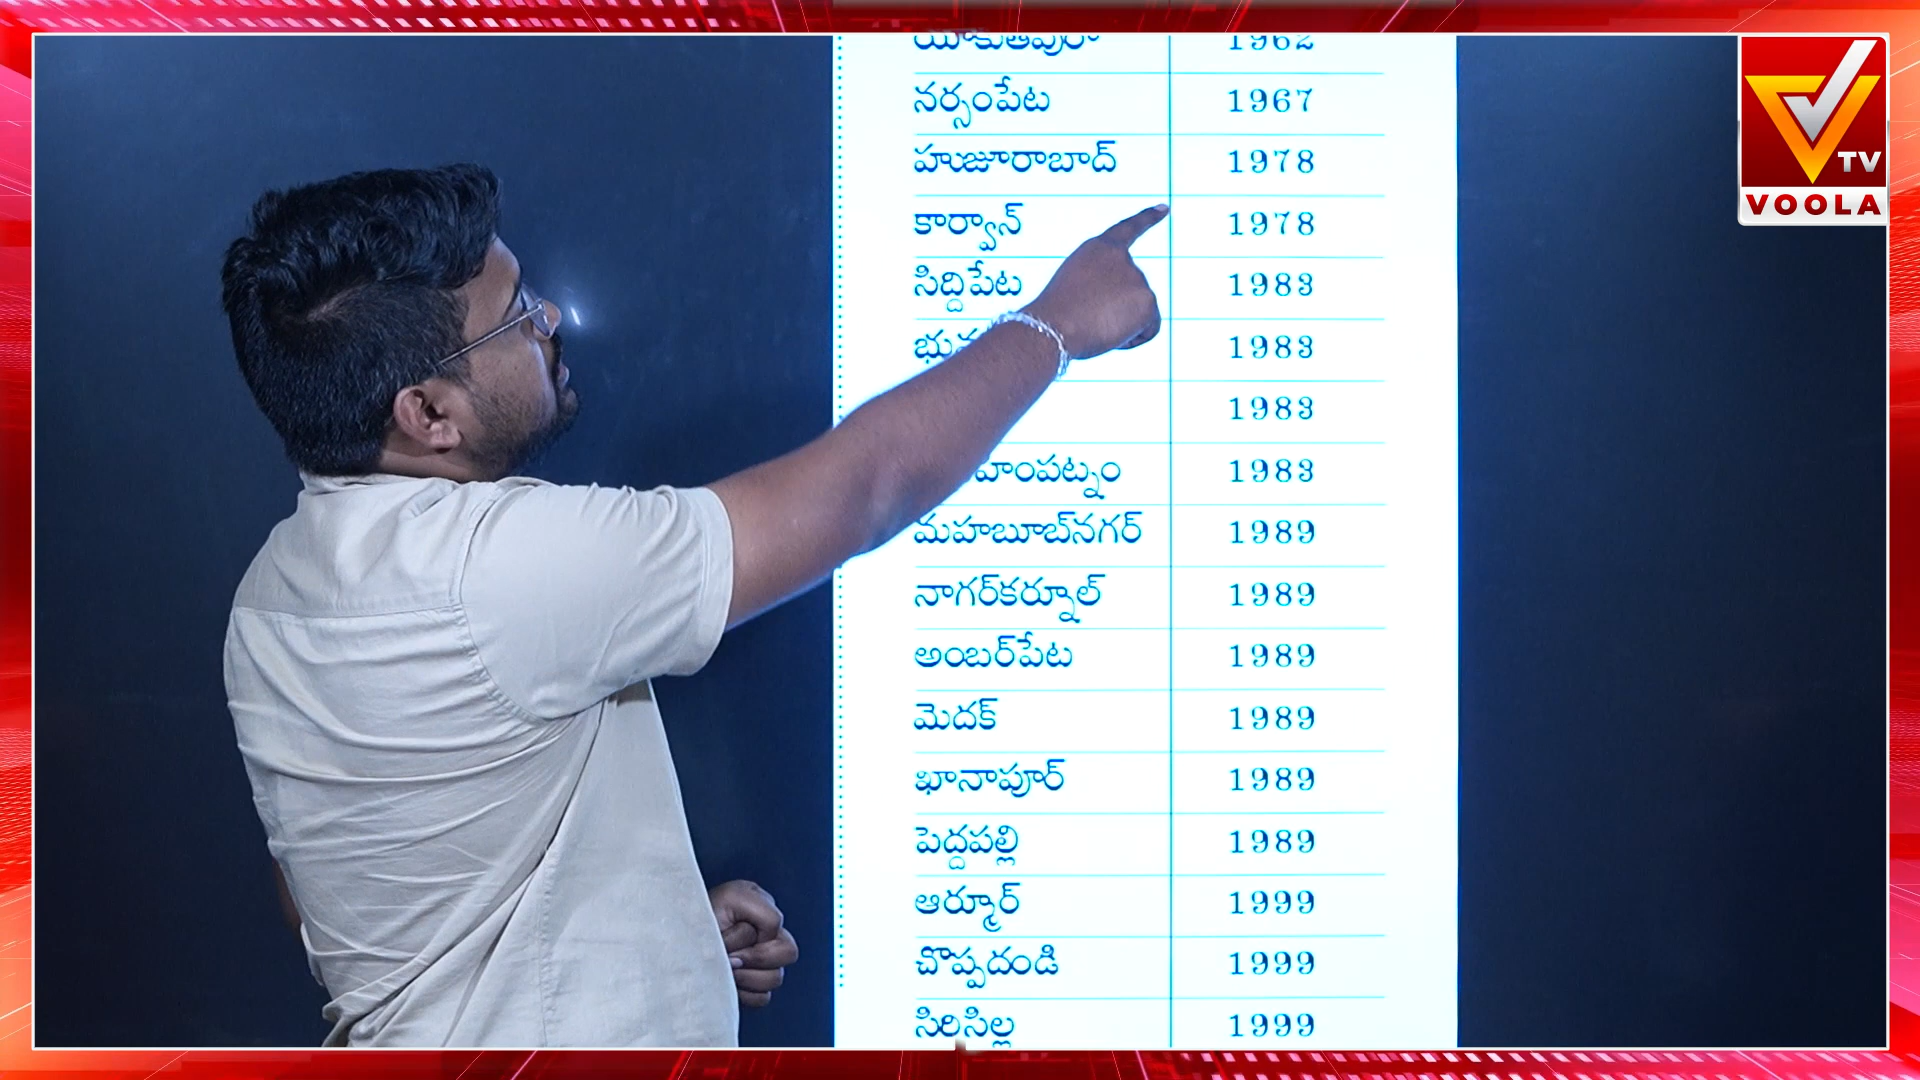 యాకుత్‌పురా 1962
నర్సంపేట 1967
హుజూరాబాద్ 1978
కార్వాన్ 1978
సిద్దిపేట 1983
1983
1983
1983
మహబూబ్‌నగర్ 1989
నాగర్‌కర్నూల్ 1989
అంబర్‌పేట 1989
మెదక్ 1989
ఖానాపూర్ 1989
పెద్దపల్లి 1989
ఆర్మూర్ 1999
చొప్పదండి 1999
సిరిసిల్ల 1999
TV
VOOLA